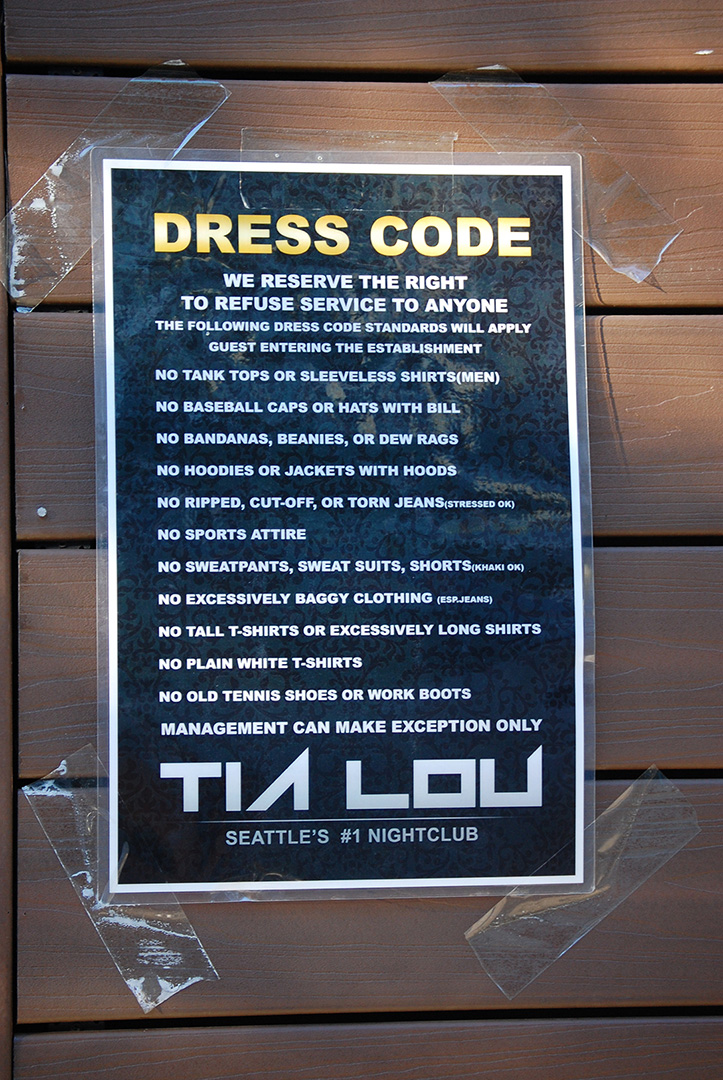 DRESS CODE
WE RESERVE THE RIGHT
TO REFUSE SERVICE TO ANYONE
THE FOLLOWING DRESS CODE STANDARDS WILL APPLY
GUEST ENTERING THE ESTABLISHMENT
NO TANK TOPS OR SLEEVELESS SHIRTS(MEN)
NO BASEBALL CAPS OR HATS WITH BILL
NO BANDANAS, BEANIES, OR DEW RAGS
NO HOODIES OR JACKETS WITH HOODS
NO RIPPED, CUT-OFF, OR TORN JEANS(STRESSED OK)
NO SPORTS ATTIRE
NO SWEATPANTS, SWEAT SUITS, SHORTS(KHAKI OK)
NO EXCESSIVELY BAGGY CLOTHING (ESP.JEANS)
NO TALL T-SHIRTS OR EXCESSIVELY LONG SHIRTS
NO PLAIN WHITE T-SHIRTS
NO OLD TENNIS SHOES OR WORK BOOTS
MANAGEMENT CAN MAKE EXCEPTION ONLY
TIA LOU
SEATTLE'S #1 NIGHTCLUB